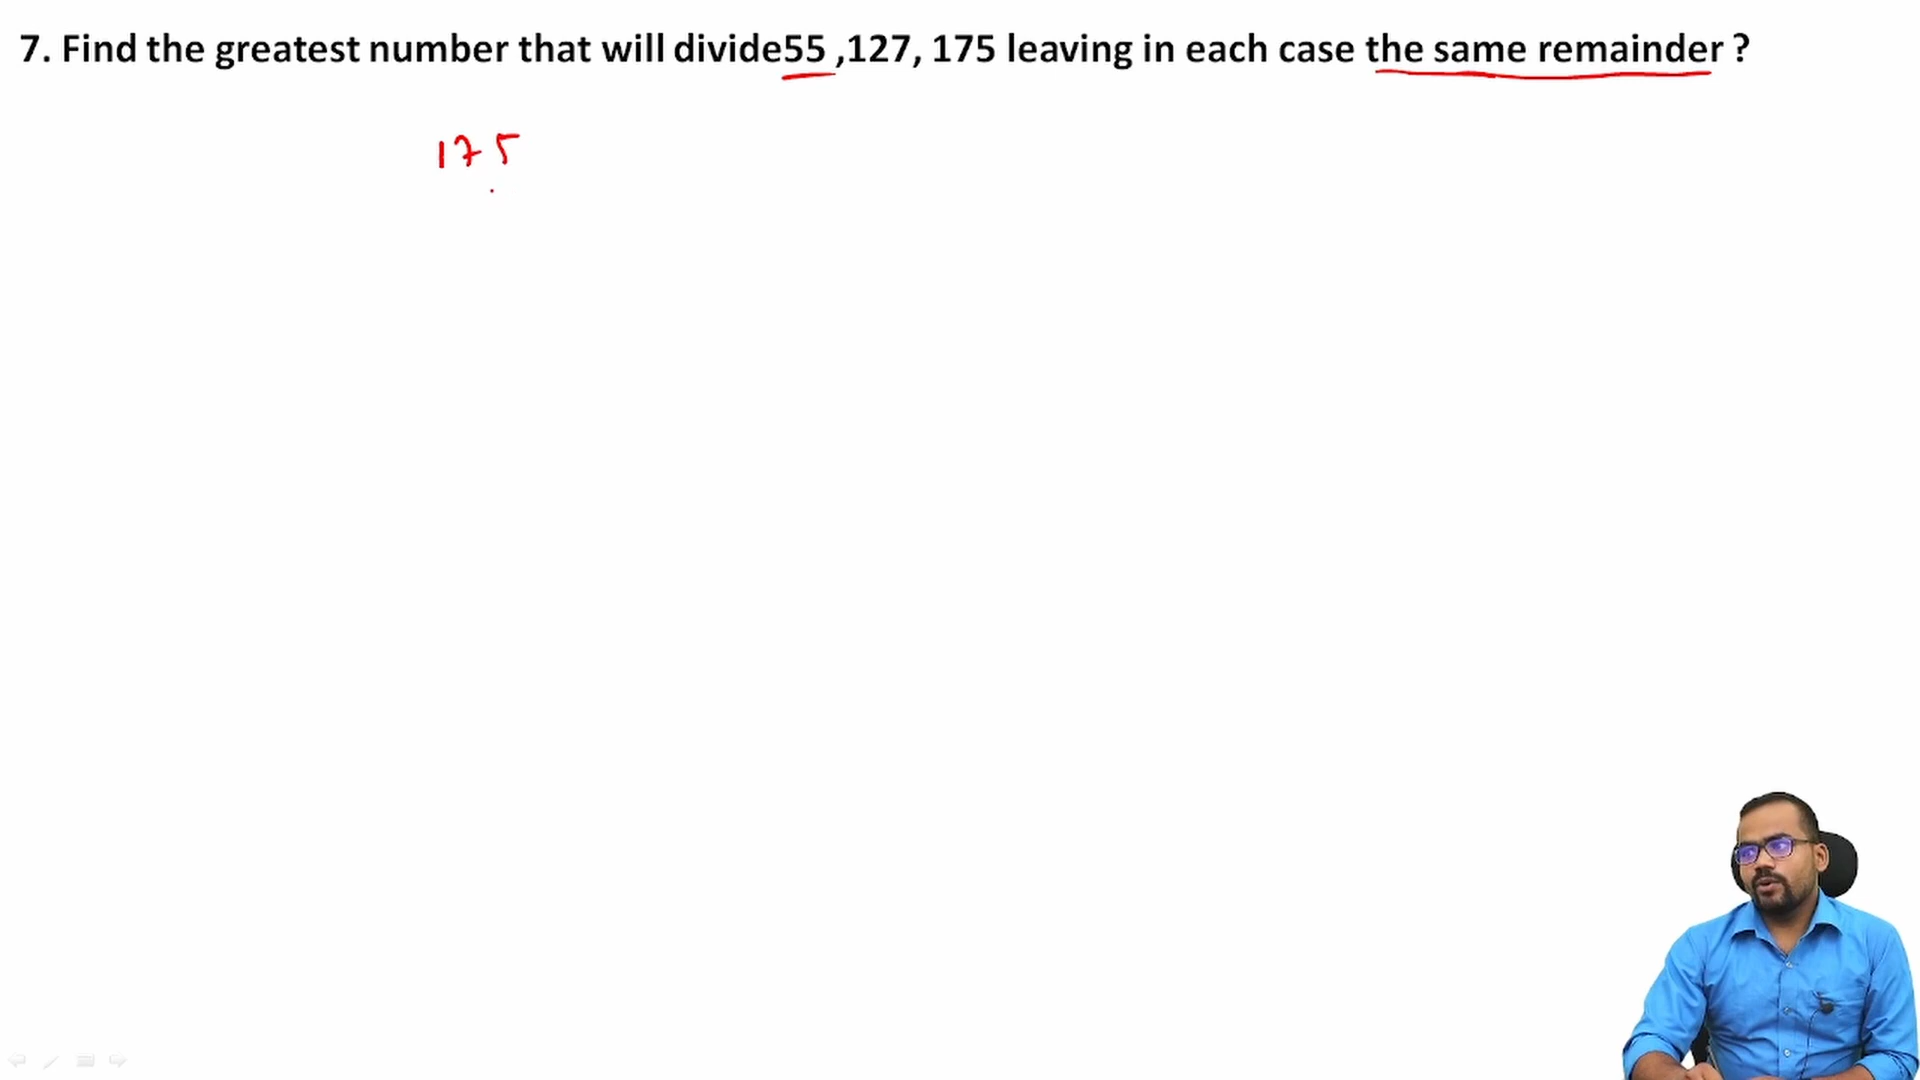 7. Find the greatest number that will divide55 ,127, 175 leaving in each case the same remainder ?
175